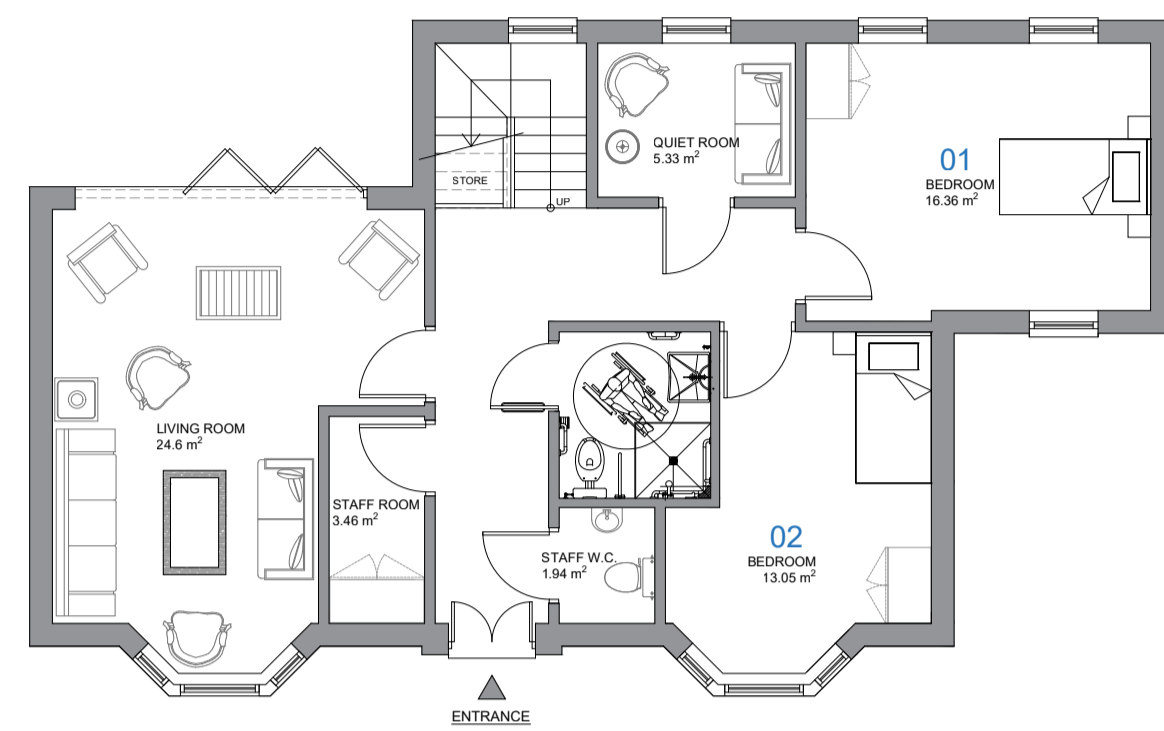 QUIET ROOM
5.33 m²
01
BEDROOM
16.36 m²
STORE
UP
LIVING ROOM
24.6 m²
STAFF ROOM
3.46 m²
STAFF W.C.
1.94 m²
02
BEDROOM
13.05 m²
ENTRANCE